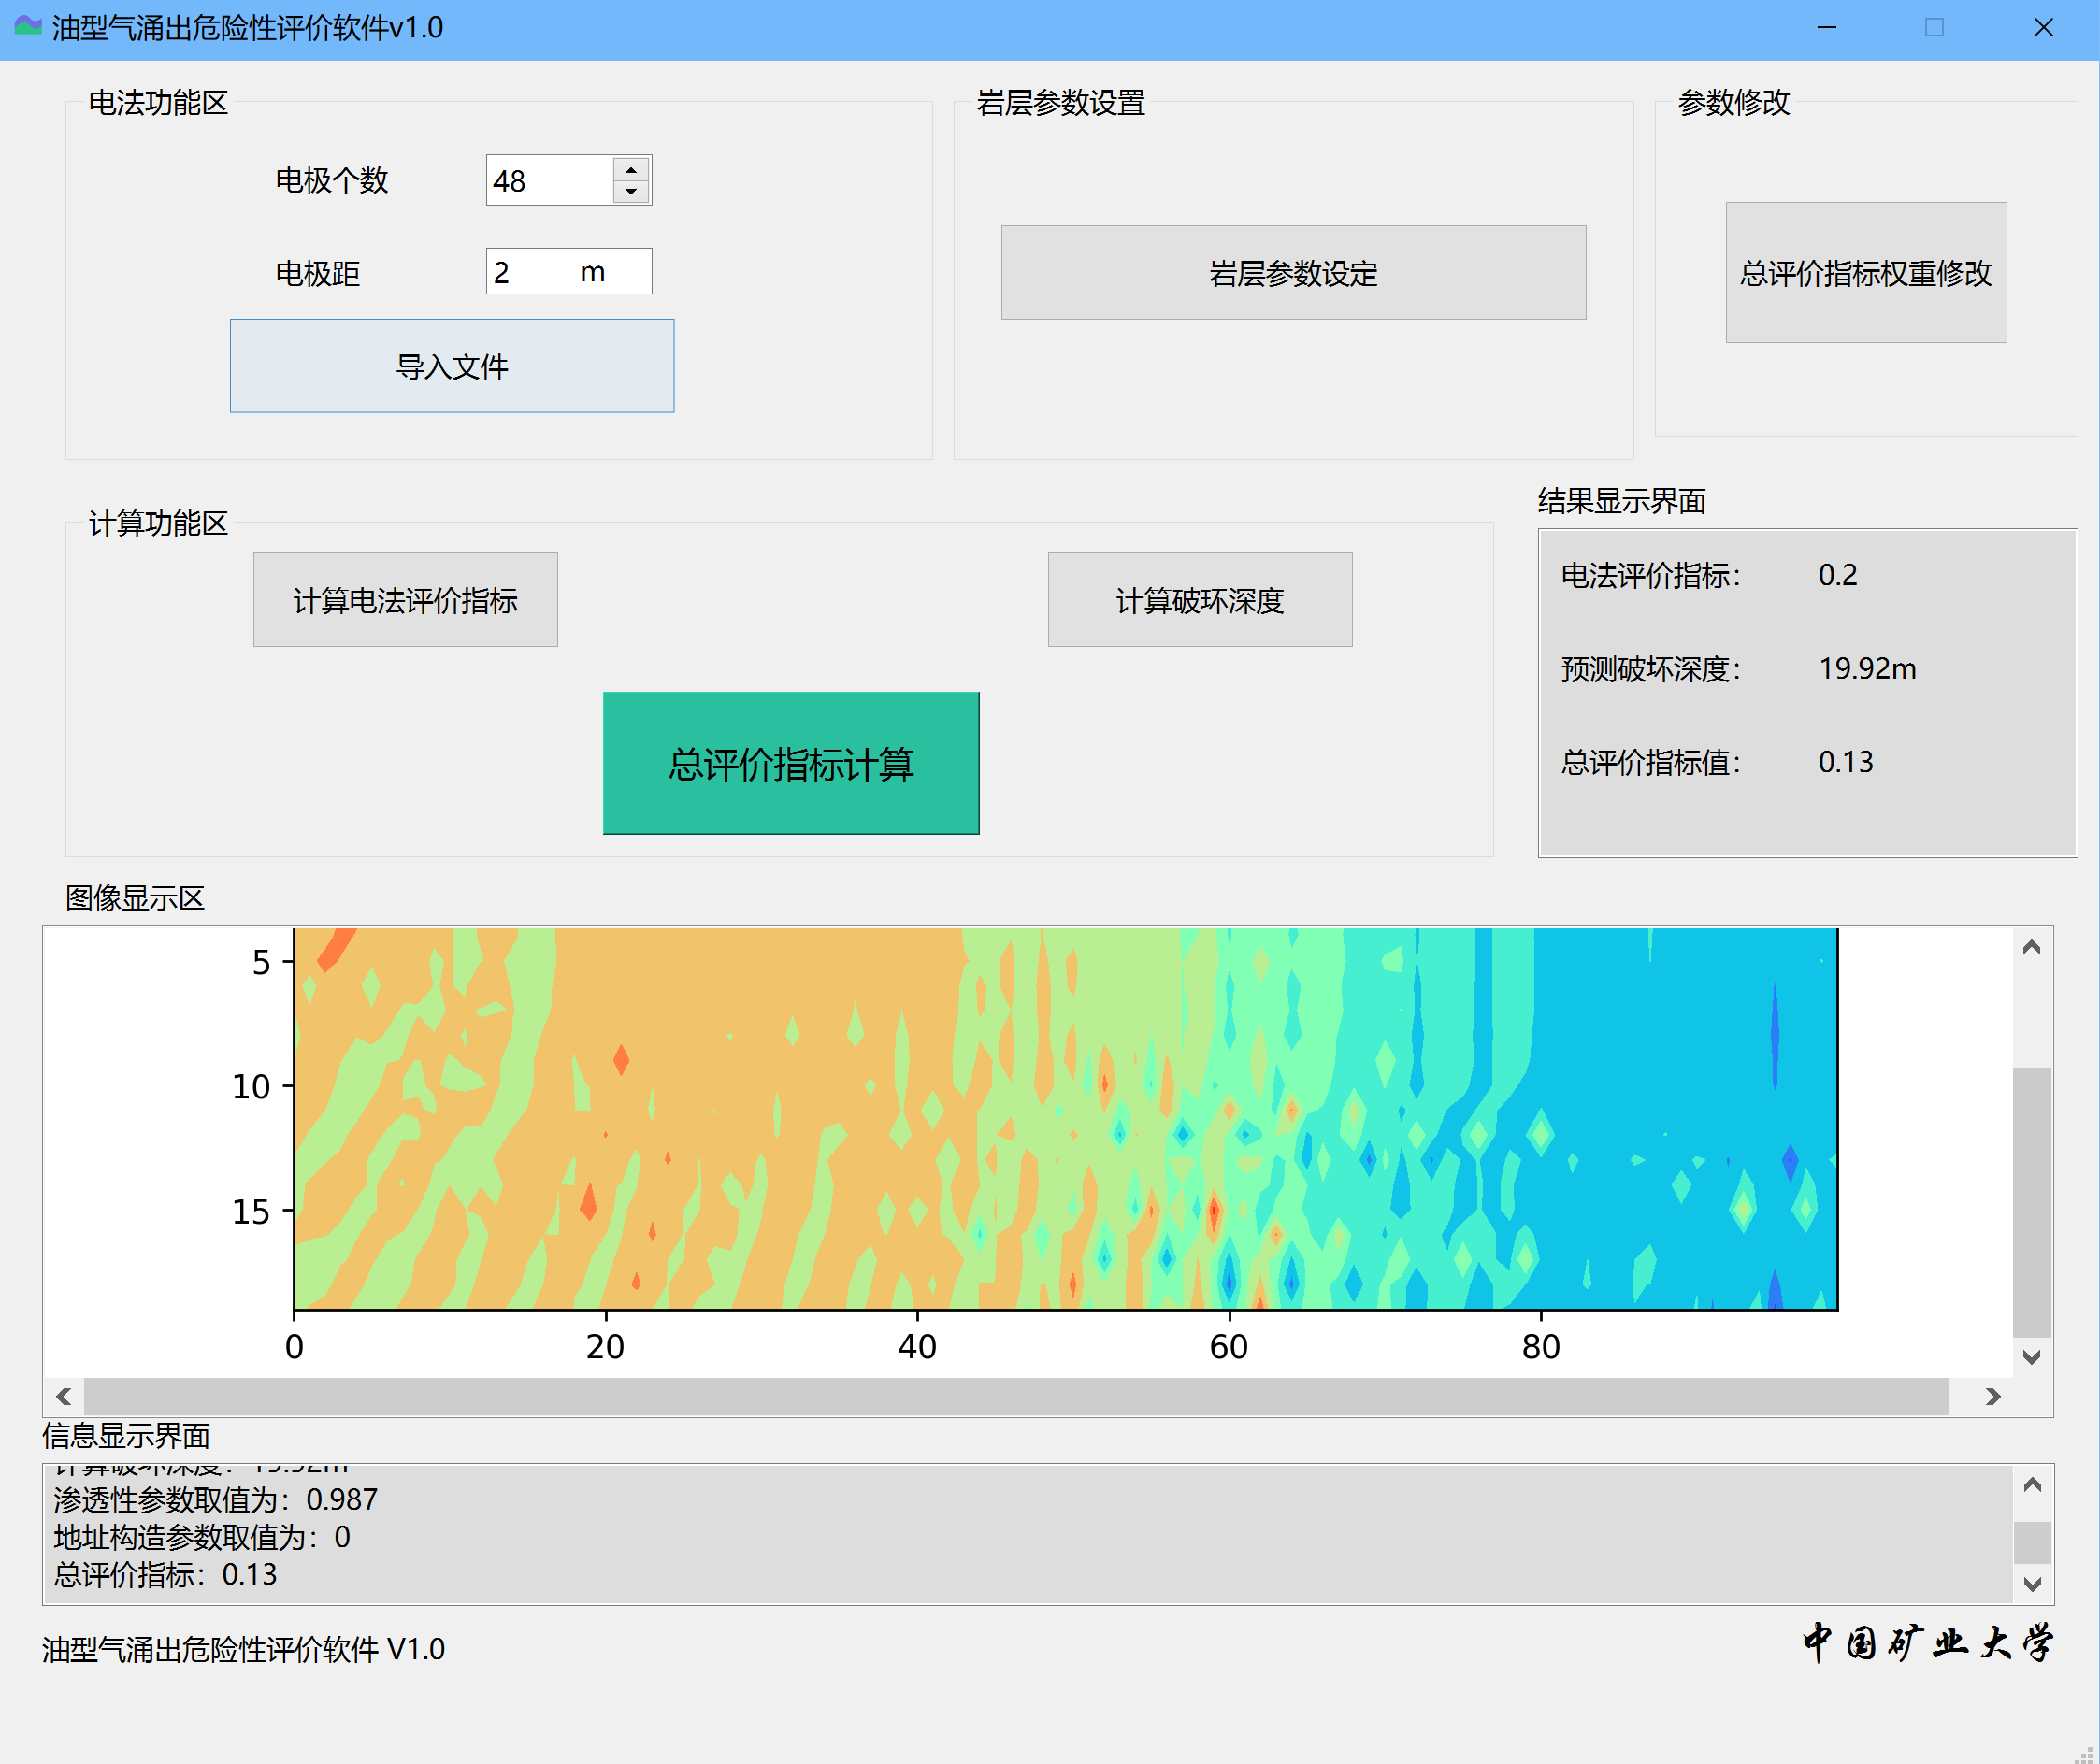 油型气涌出危险性评价软件v1.0
电法功能区
电极个数 48
电极距 2 m
导入文件
岩层参数设置
岩层参数设定
参数修改
总评价指标权重修改
计算功能区
计算电法评价指标
计算破环深度
总评价指标计算
结果显示界面
电法评价指标： 0.2
预测破坏深度： 19.92m
总评价指标值： 0.13
图像显示区
5
10
15
0 20 40 60 80
信息显示界面
渗透性参数取值为：0.987
地址构造参数取值为：0
总评价指标：0.13
油型气涌出危险性评价软件 V1.0
中国矿业大学